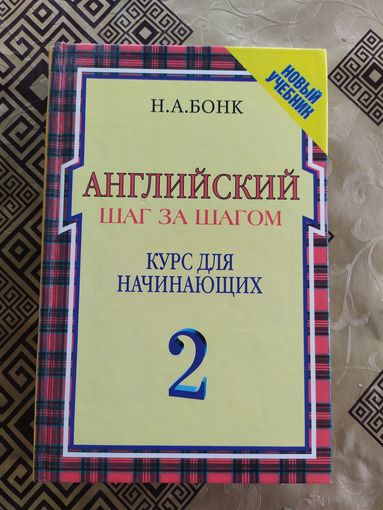 НОВЫЙ
УЧЕБНИК
Н.А.БОНК
АНГЛИЙСКИЙ
ШАГ ЗА ШАГОМ
КУРС ДЛЯ
НАЧИНАЮЩИХ
2